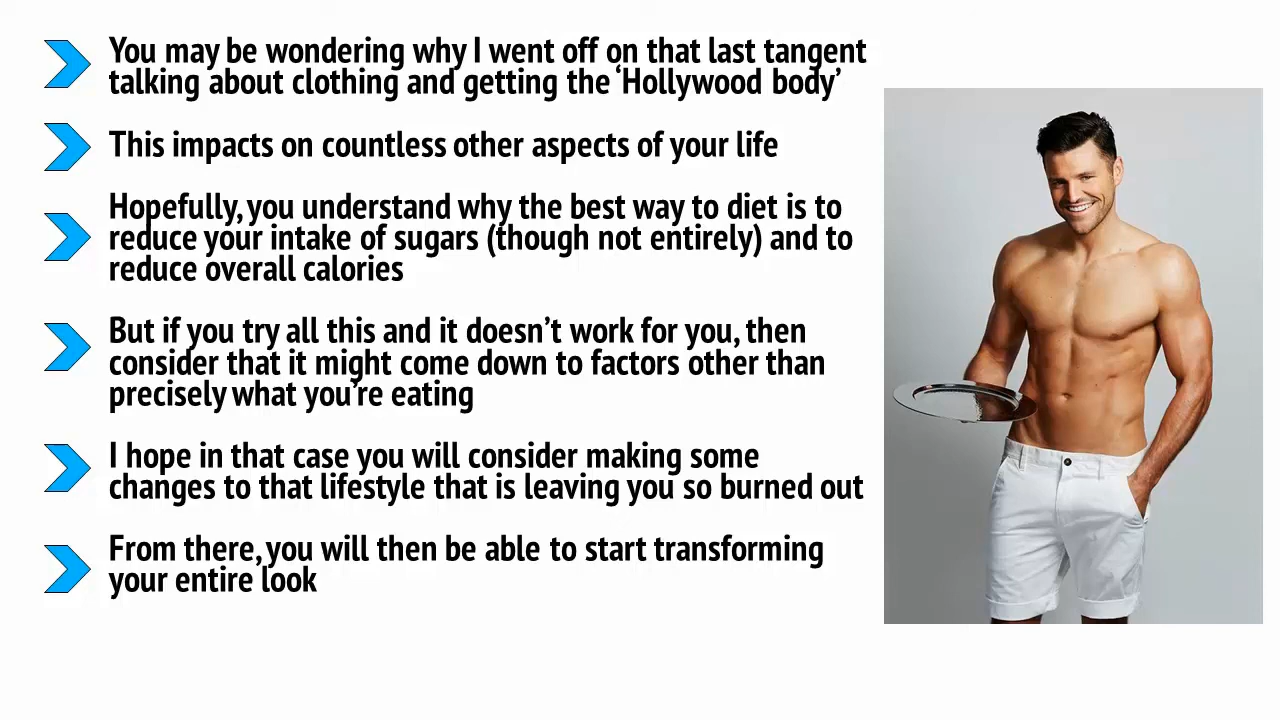 You may be wondering why I went off on that last tangent
talking about clothing and getting the ‘Hollywood body’
This impacts on countless other aspects of your life
Hopefully, you understand why the best way to diet is to
reduce your intake of sugars (though not entirely) and to
reduce overall calories
But if you try all this and it doesn’t work for you, then
consider that it might come down to factors other than
precisely what you’re eating
I hope in that case you will consider making some
changes to that lifestyle that is leaving you so burned out
From there, you will then be able to start transforming
your entire look